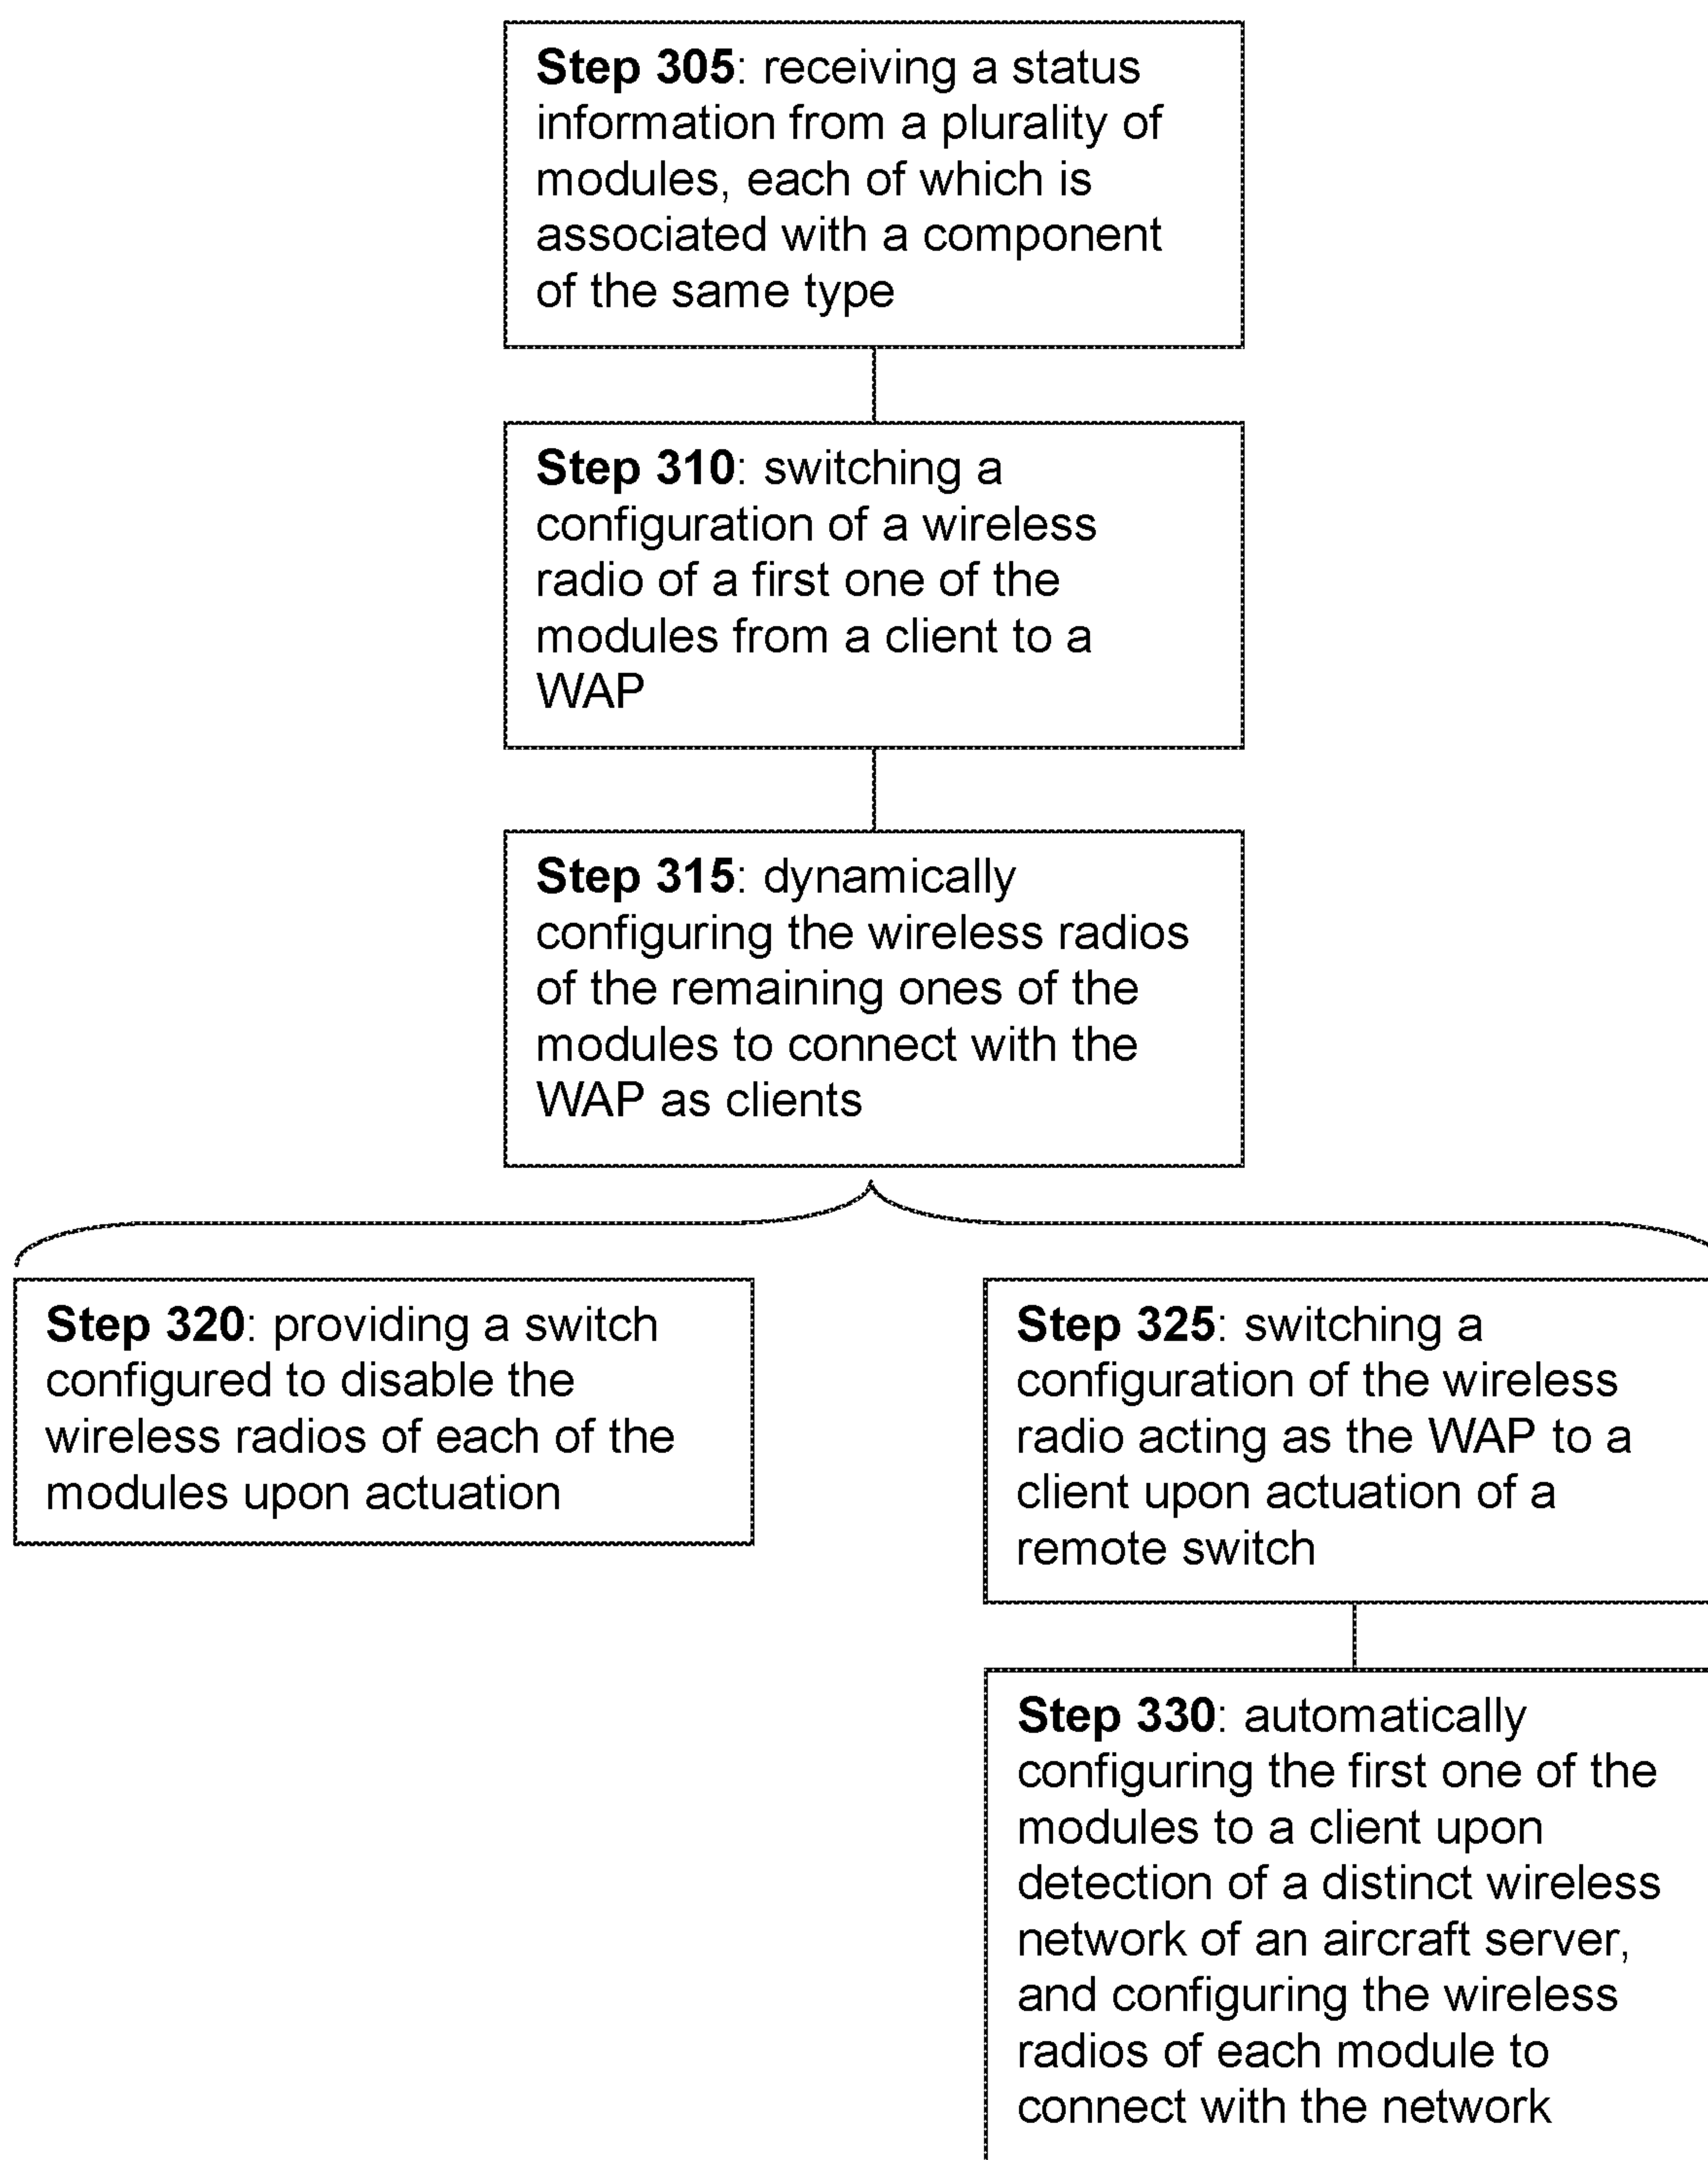 Step 305: receiving a status
information from a plurality of
modules, each of which is
associated with a component
of the same type
Step 310: switching a
configuration of a wireless
radio of a first one of the
modules from a client to a
WAP
Step 315: dynamically
configuring the wireless radios
of the remaining ones of the
modules to connect with the
WAP as clients
Step 320: providing a switch
configured to disable the
wireless radios of each of the
modules upon actuation
Step 325: switching a
configuration of the wireless
radio acting as the WAP to a
client upon actuation of a
remote switch
Step 330: automatically
configuring the first one of the
modules to a client upon
detection of a distinct wireless
network of an aircraft server,
and configuring the wireless
radios of each module to
connect with the network